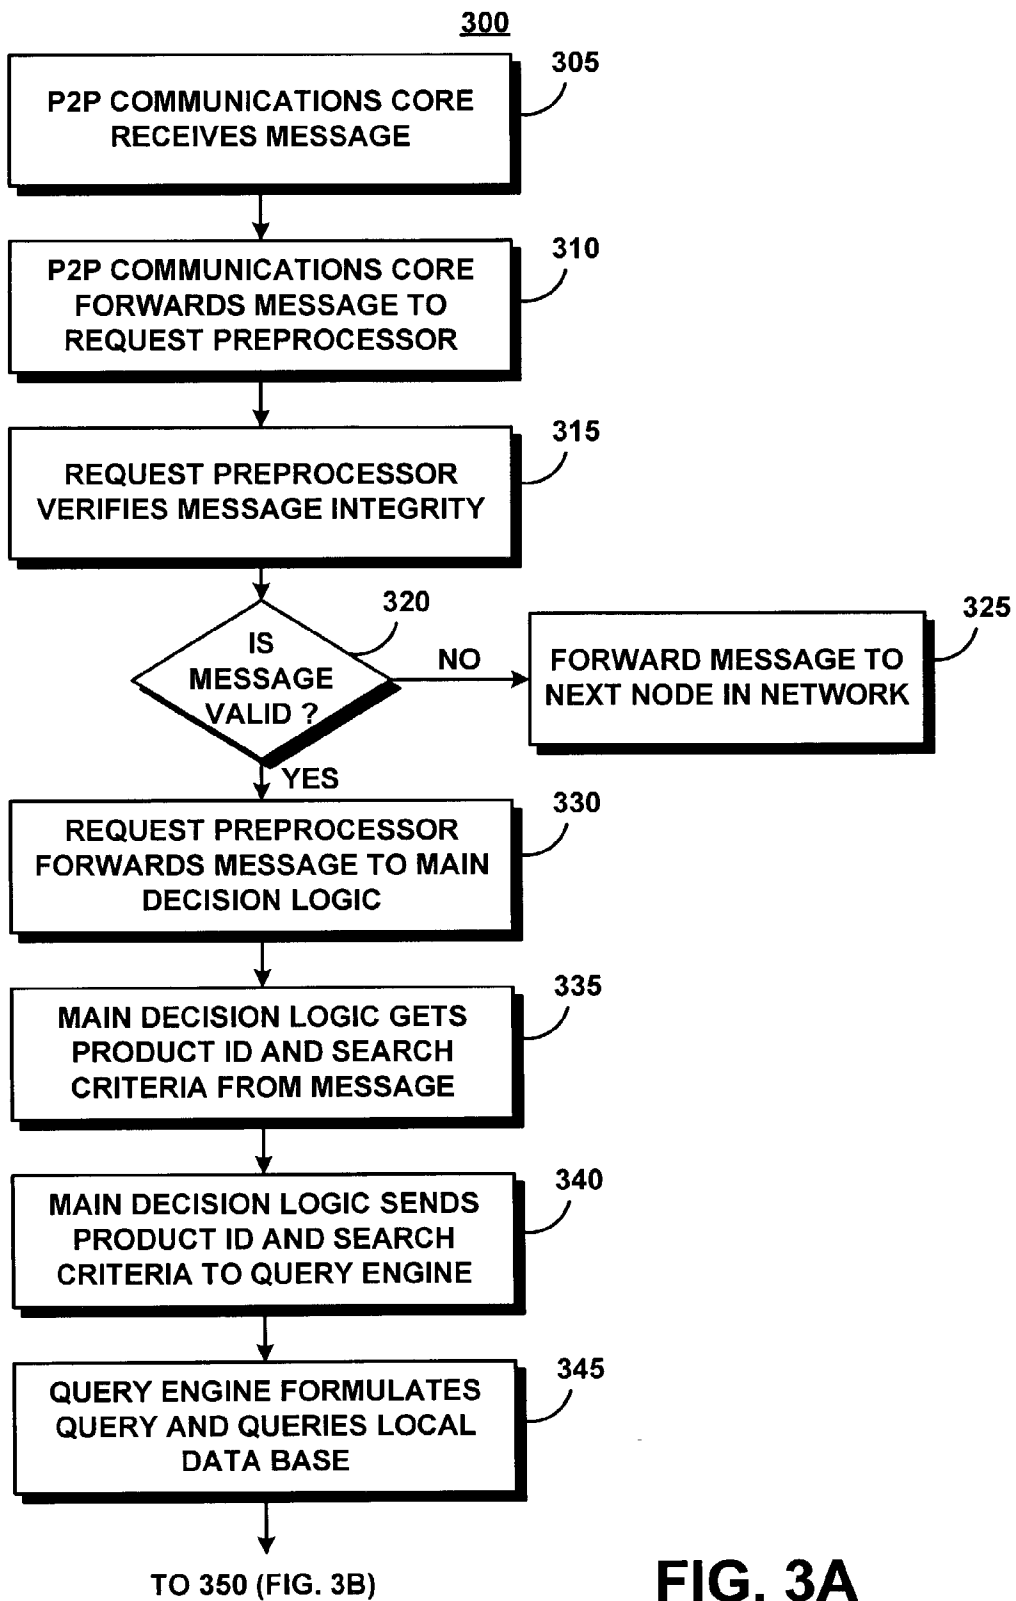 300
305
P2P COMMUNICATIONS CORE
RECEIVES MESSAGE
310
P2P COMMUNICATIONS CORE
FORWARDS MESSAGE TO
REQUEST PREPROCESSOR
315
REQUEST PREPROCESSOR
VERIFIES MESSAGE INTEGRITY
320
IS
MESSAGE
VALID ?
NO
325
FORWARD MESSAGE TO
NEXT NODE IN NETWORK
YES
330
REQUEST PREPROCESSOR
FORWARDS MESSAGE TO MAIN
DECISION LOGIC
335
MAIN DECISION LOGIC GETS
PRODUCT ID AND SEARCH
CRITERIA FROM MESSAGE
340
MAIN DECISION LOGIC SENDS
PRODUCT ID AND SEARCH
CRITERIA TO QUERY ENGINE
345
QUERY ENGINE FORMULATES
QUERY AND QUERIES LOCAL
DATA BASE
TO 350 (FIG. 3B)
FIG. 3A